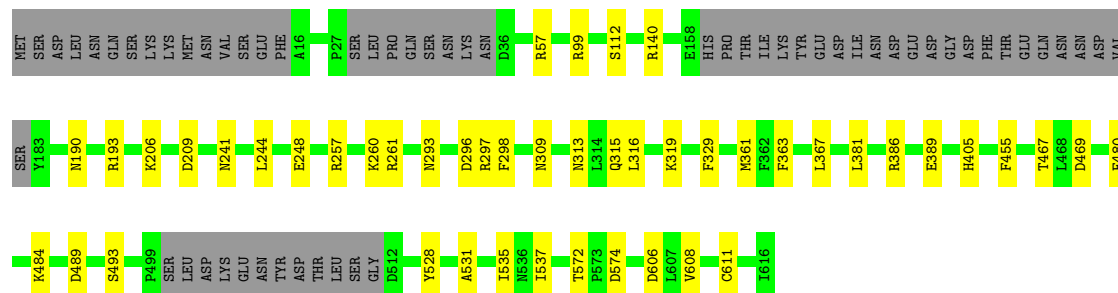 MET SER ASP LEU ASN GLN SER LYS LYS MET ASN VAL SER GLU PHE A16 P27 SER LEU PRO GLN SER ASN LYS ASN D36 R57 R99 S112 R140 E158 HIS PRO THR ILE LYS TYR GLU ASP ILE ASN ASP GLU ASP GLY ASP PHE THR GLU GLN ASN ASN ASP VAL
SER Y183 N190 R193 K206 D209 N241 L244 E248 R257 K260 R261 N293 D296 R297 F298 N309 N313 L314 Q315 L316 K319 F329 M361 F362 F363 L367 L381 R386 E389 H405 F455 T467 L468 D469
K484 D489 S493 P499 SER LEU ASP LYS GLU ASN TYR ASP THR LEU SER GLY D512 Y528 A531 I535 N536 I537 T572 P573 D574 D606 L607 V608 C611 I616